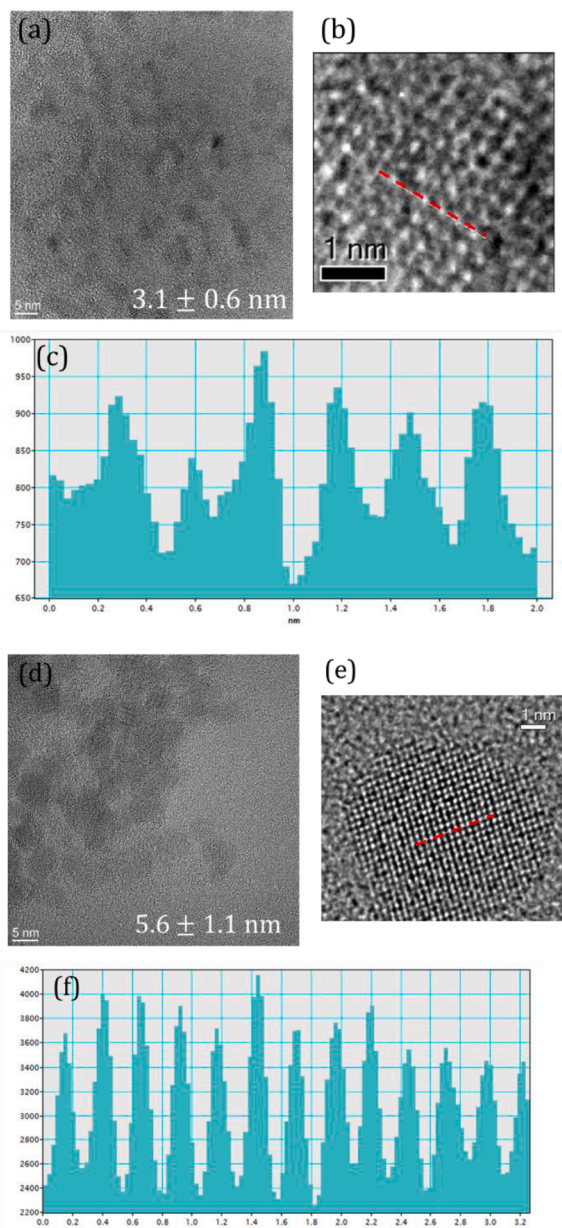 (a)
5 nm
3.1 ± 0.6 nm
(b)
1 nm
(c)
1000
950
900
850
800
750
700
650
0.0 0.2 0.4 0.6 0.8 1.0 1.2 1.4 1.6 1.8 2.0
nm
(d)
5 nm
5.6 ± 1.1 nm
(e)
1 nm
(f)
4200
4000
3800
3600
3400
3200
3000
2800
2600
2400
2200
0.0 0.2 0.4 0.6 0.8 1.0 1.2 1.4 1.6 1.8 2.0 2.2 2.4 2.6 2.8 3.0 3.2